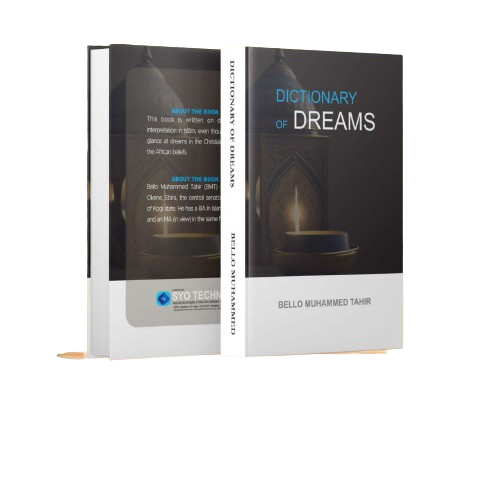 ABOUT THE BOOK
This book is written on d
interpretation in Islām, even thou
glance at dreams in the Christia
the African beliefs.
ABOUT THE BOOK
Bello Muhammed Tahir (BMT)
Okene, Ebira, the central senato
of Kogi state. He has a BA in Islam
and an MA (in view) in the same f
SYO TECHN
DICTIONARY OF DREAMS
BELLO MUHAMMED
DICTIONARY
OF DREAMS
BELLO MUHAMMED TAHIR